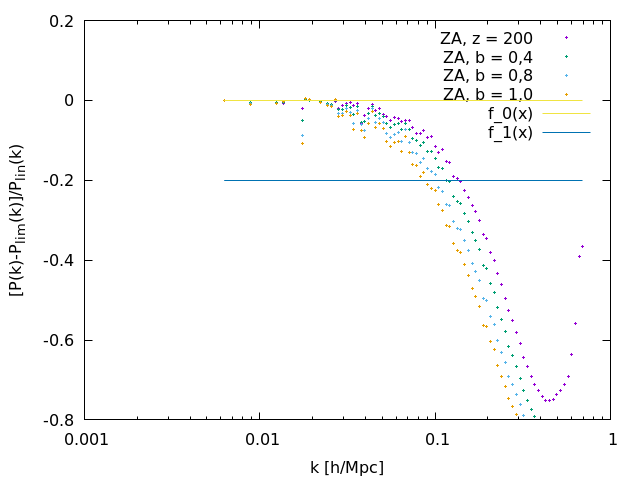 0.2
0
-0.2
-0.4
-0.6
-0.8
0.001
0.01
0.1
1
[P(k)-P_lim(k)]/P_lin(k)
k [h/Mpc]
ZA, z = 200
ZA, b = 0,4
ZA, b = 0,8
ZA, b = 1,0
f_0(x)
f_1(x)